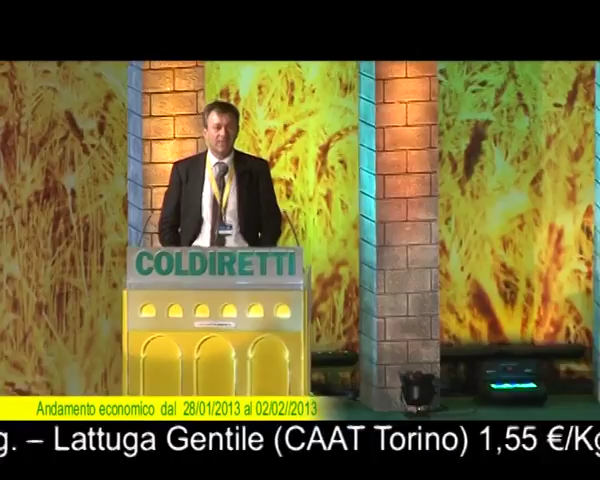 COLDIRETTI
Andamento economico dal 28/01/2013 al 02/02//2013
g. – Lattuga Gentile (CAAT Torino) 1,55 €/Kg